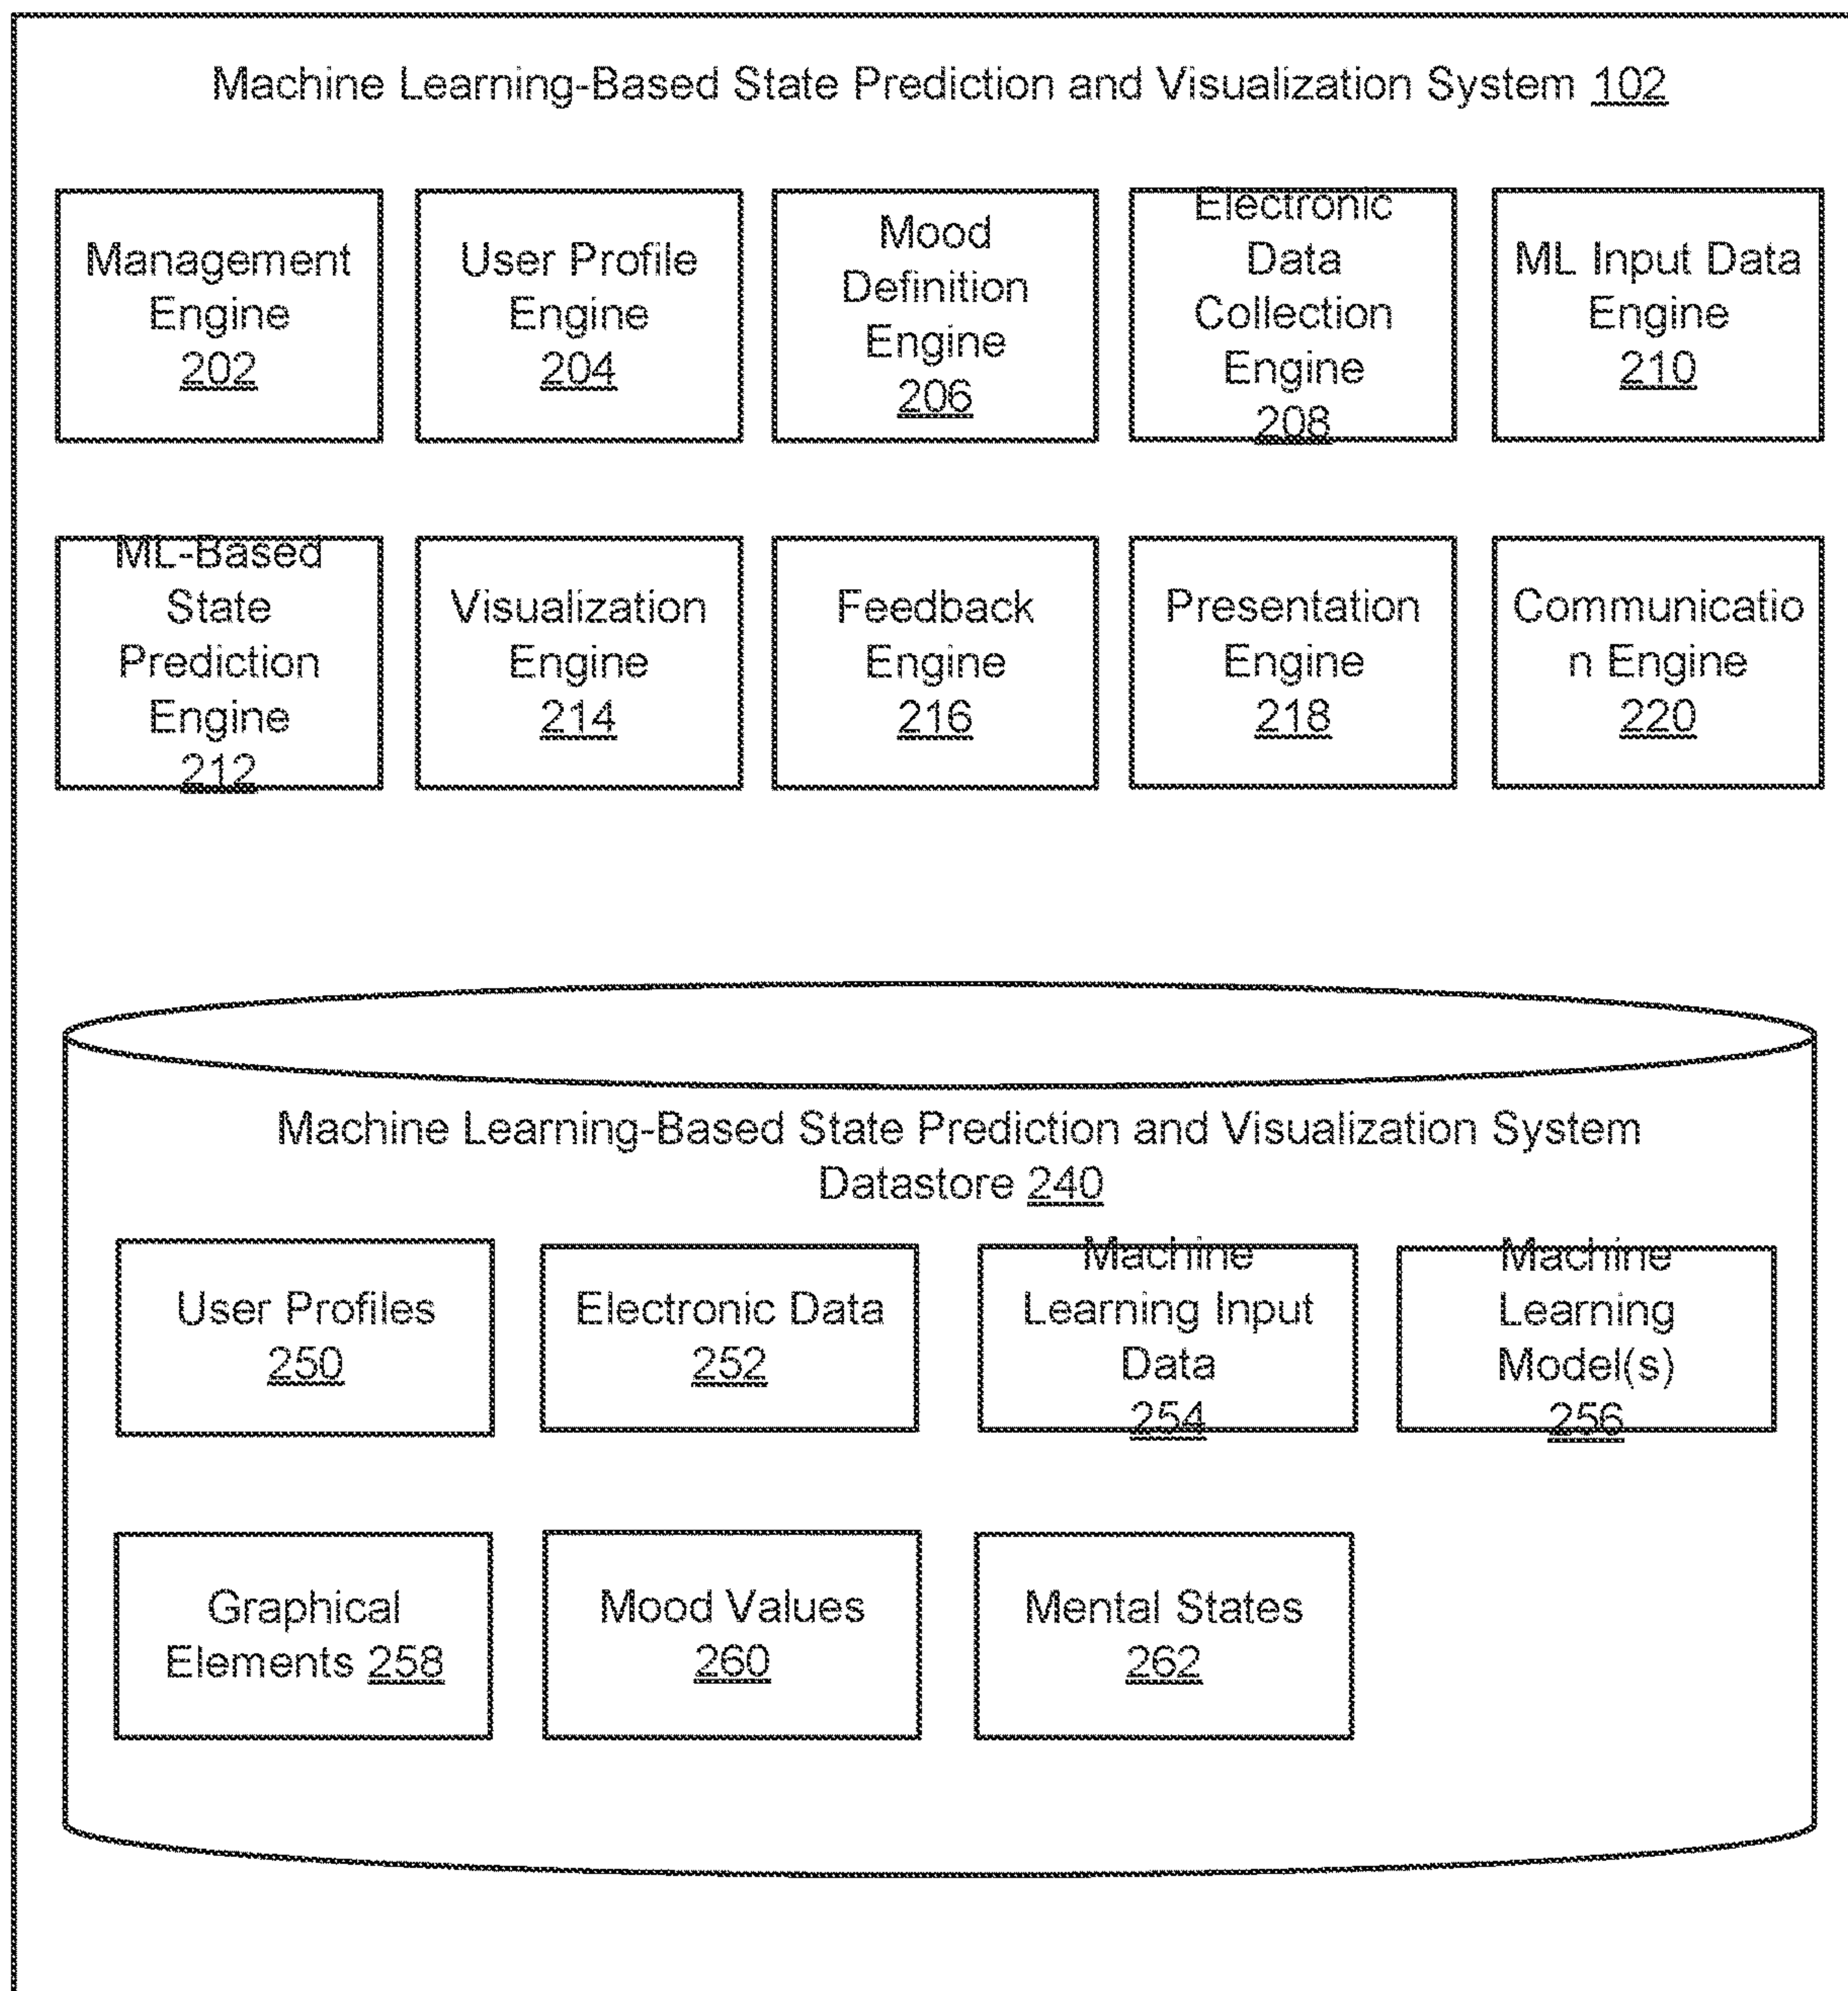 Machine Learning-Based State Prediction and Visualization System 102
Management
Engine
202
User Profile
Engine
204
Mood
Definition
Engine
206
Electronic
Data
Collection
Engine
208
ML Input Data
Engine
210
ML-Based
State
Prediction
Engine
212
Visualization
Engine
214
Feedback
Engine
216
Presentation
Engine
218
Communicatio
n Engine
220
Machine Learning-Based State Prediction and Visualization System
Datastore 240
User Profiles
250
Electronic Data
252
Machine
Learning Input
Data
254
Machine
Learning
Model(s)
256
Graphical
Elements 258
Mood Values
260
Mental States
262